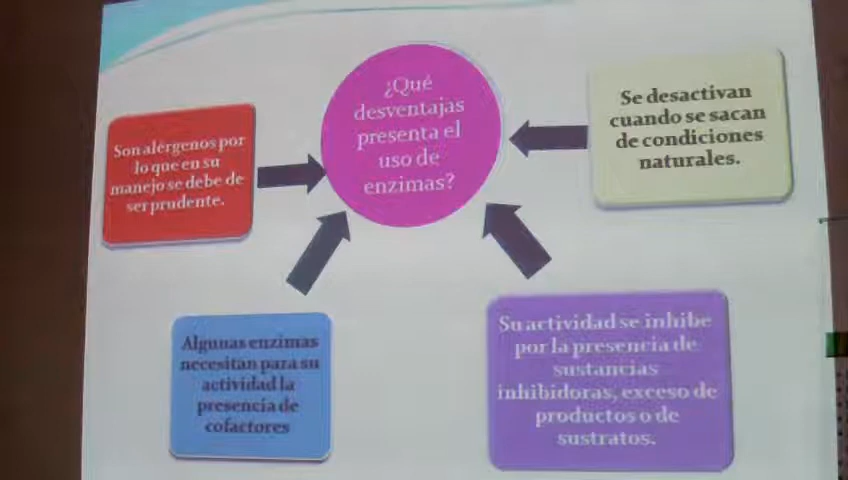 ¿Qué
desventajas
presenta el
uso de
enzimas?
Son alérgenos por
lo que en su
manejo se debe de
ser prudente.
Se desactivan
cuando se sacan
de condiciones
naturales.
Algunas enzimas
necesitan para su
actividad la
presencia de
cofactores
Su actividad se inhibe
por la presencia de
sustancias
inhibidoras, exceso de
productos o de
sustratos.